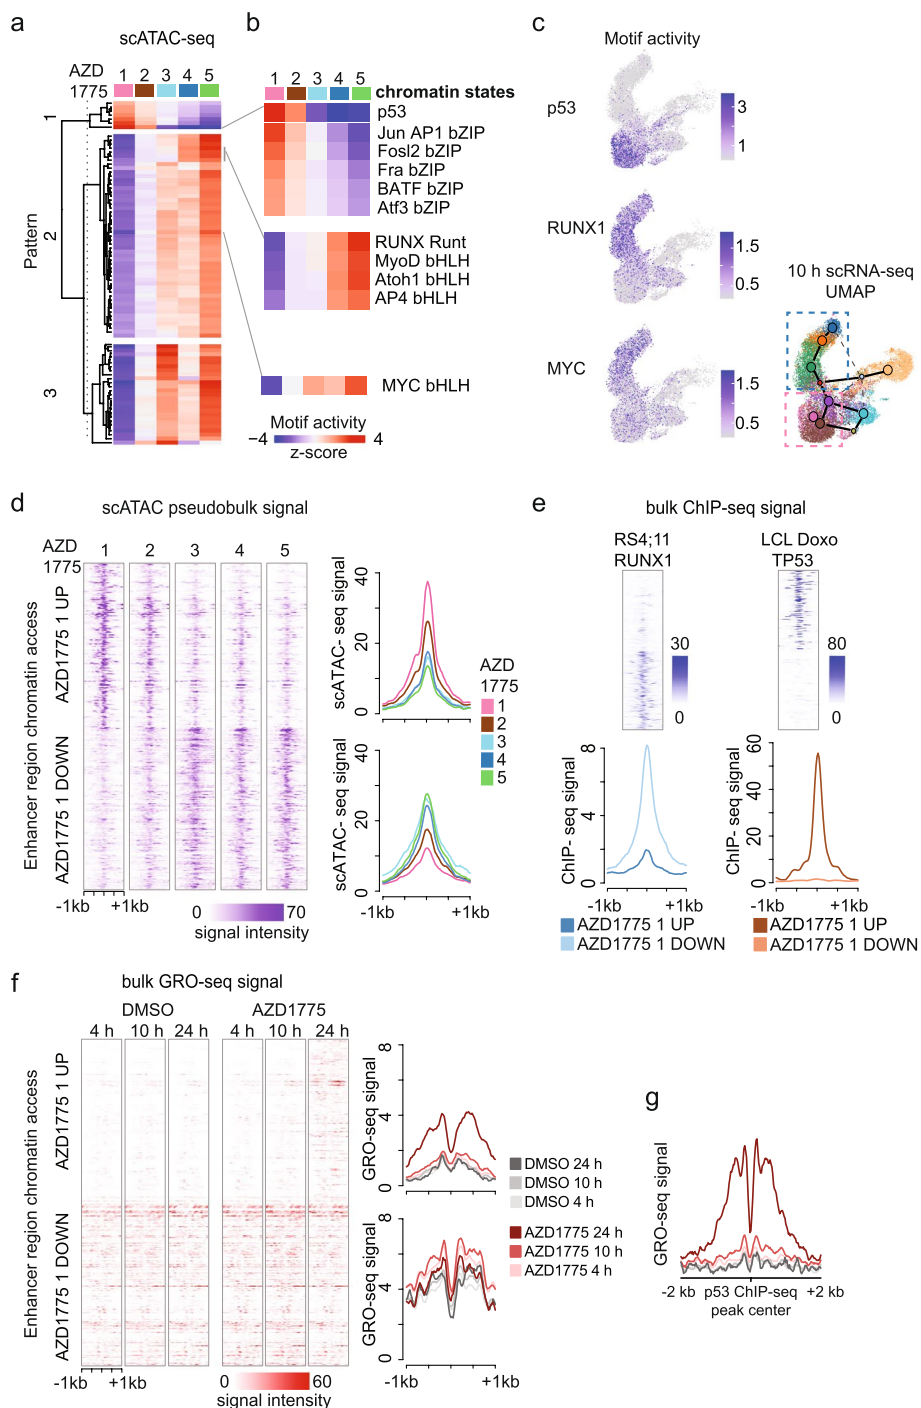 a
scATAC-seq
AZD
1775
1 2 3 4 5
Pattern
1
2
3
b
1 2 3 4 5
chromatin states
p53
Jun AP1 bZIP
Fosl2 bZIP
Fra bZIP
BATF bZIP
Atf3 bZIP
RUNX Runt
MyoD bHLH
Atoh1 bHLH
AP4 bHLH
MYC bHLH
Motif activity
−4 4
z-score
c
Motif activity
p53
3
1
RUNX1
1.5
0.5
MYC
1.5
0.5
10 h scRNA-seq
UMAP
d
scATAC pseudobulk signal
AZD
1775
1 2 3 4 5
Enhancer region chromatin access
AZD1775 1 UP
AZD1775 1 DOWN
-1kb +1kb
0 70
signal intensity
scATAC- seq signal
40
20
0
scATAC- seq signal
40
20
0
-1kb +1kb
AZD
1775
1
2
3
4
5
e
bulk ChIP-seq signal
RS4;11
RUNX1
30
0
LCL Doxo
TP53
80
0
ChIP- seq signal
8
4
0
-1kb +1kb
AZD1775 1 UP
AZD1775 1 DOWN
ChIP- seq signal
60
40
20
0
-1kb +1kb
AZD1775 1 UP
AZD1775 1 DOWN
f
bulk GRO-seq signal
DMSO AZD1775
4 h 10 h 24 h 4 h 10 h 24 h
Enhancer region chromatin access
AZD1775 1 UP
AZD1775 1 DOWN
-1kb +1kb
0 60
signal intensity
GRO-seq signal
8
4
0
GRO-seq signal
8
4
0
-1kb +1kb
DMSO 24 h
DMSO 10 h
DMSO 4 h
AZD1775 24 h
AZD1775 10 h
AZD1775 4 h
g
GRO-seq signal
-2 kb p53 ChIP-seq +2 kb
peak center